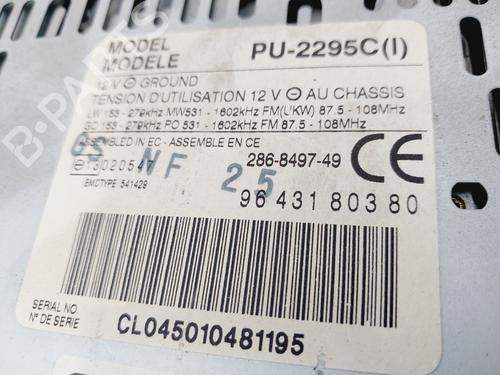 MODEL
MODELE
PU-2295C(I)
12 V ⊖ GROUND
TENSION D'UTILISATION 12 V ⊖ AU CHASSIS
LW 153 - 279kHz MW531 - 1602kHz FM(L'KW) 87.5 - 108MHz
GO 153 - 279kHz PO 531 - 1602kHz FM 87.5 - 108MHz
ASSEMBLED IN EC - ASSEMBLE EN CE
286-8497-49
CE
NF 25
96 431 803 80
SERIAL NO.
N° DE SERIE
CL045010481195
B-PARTS